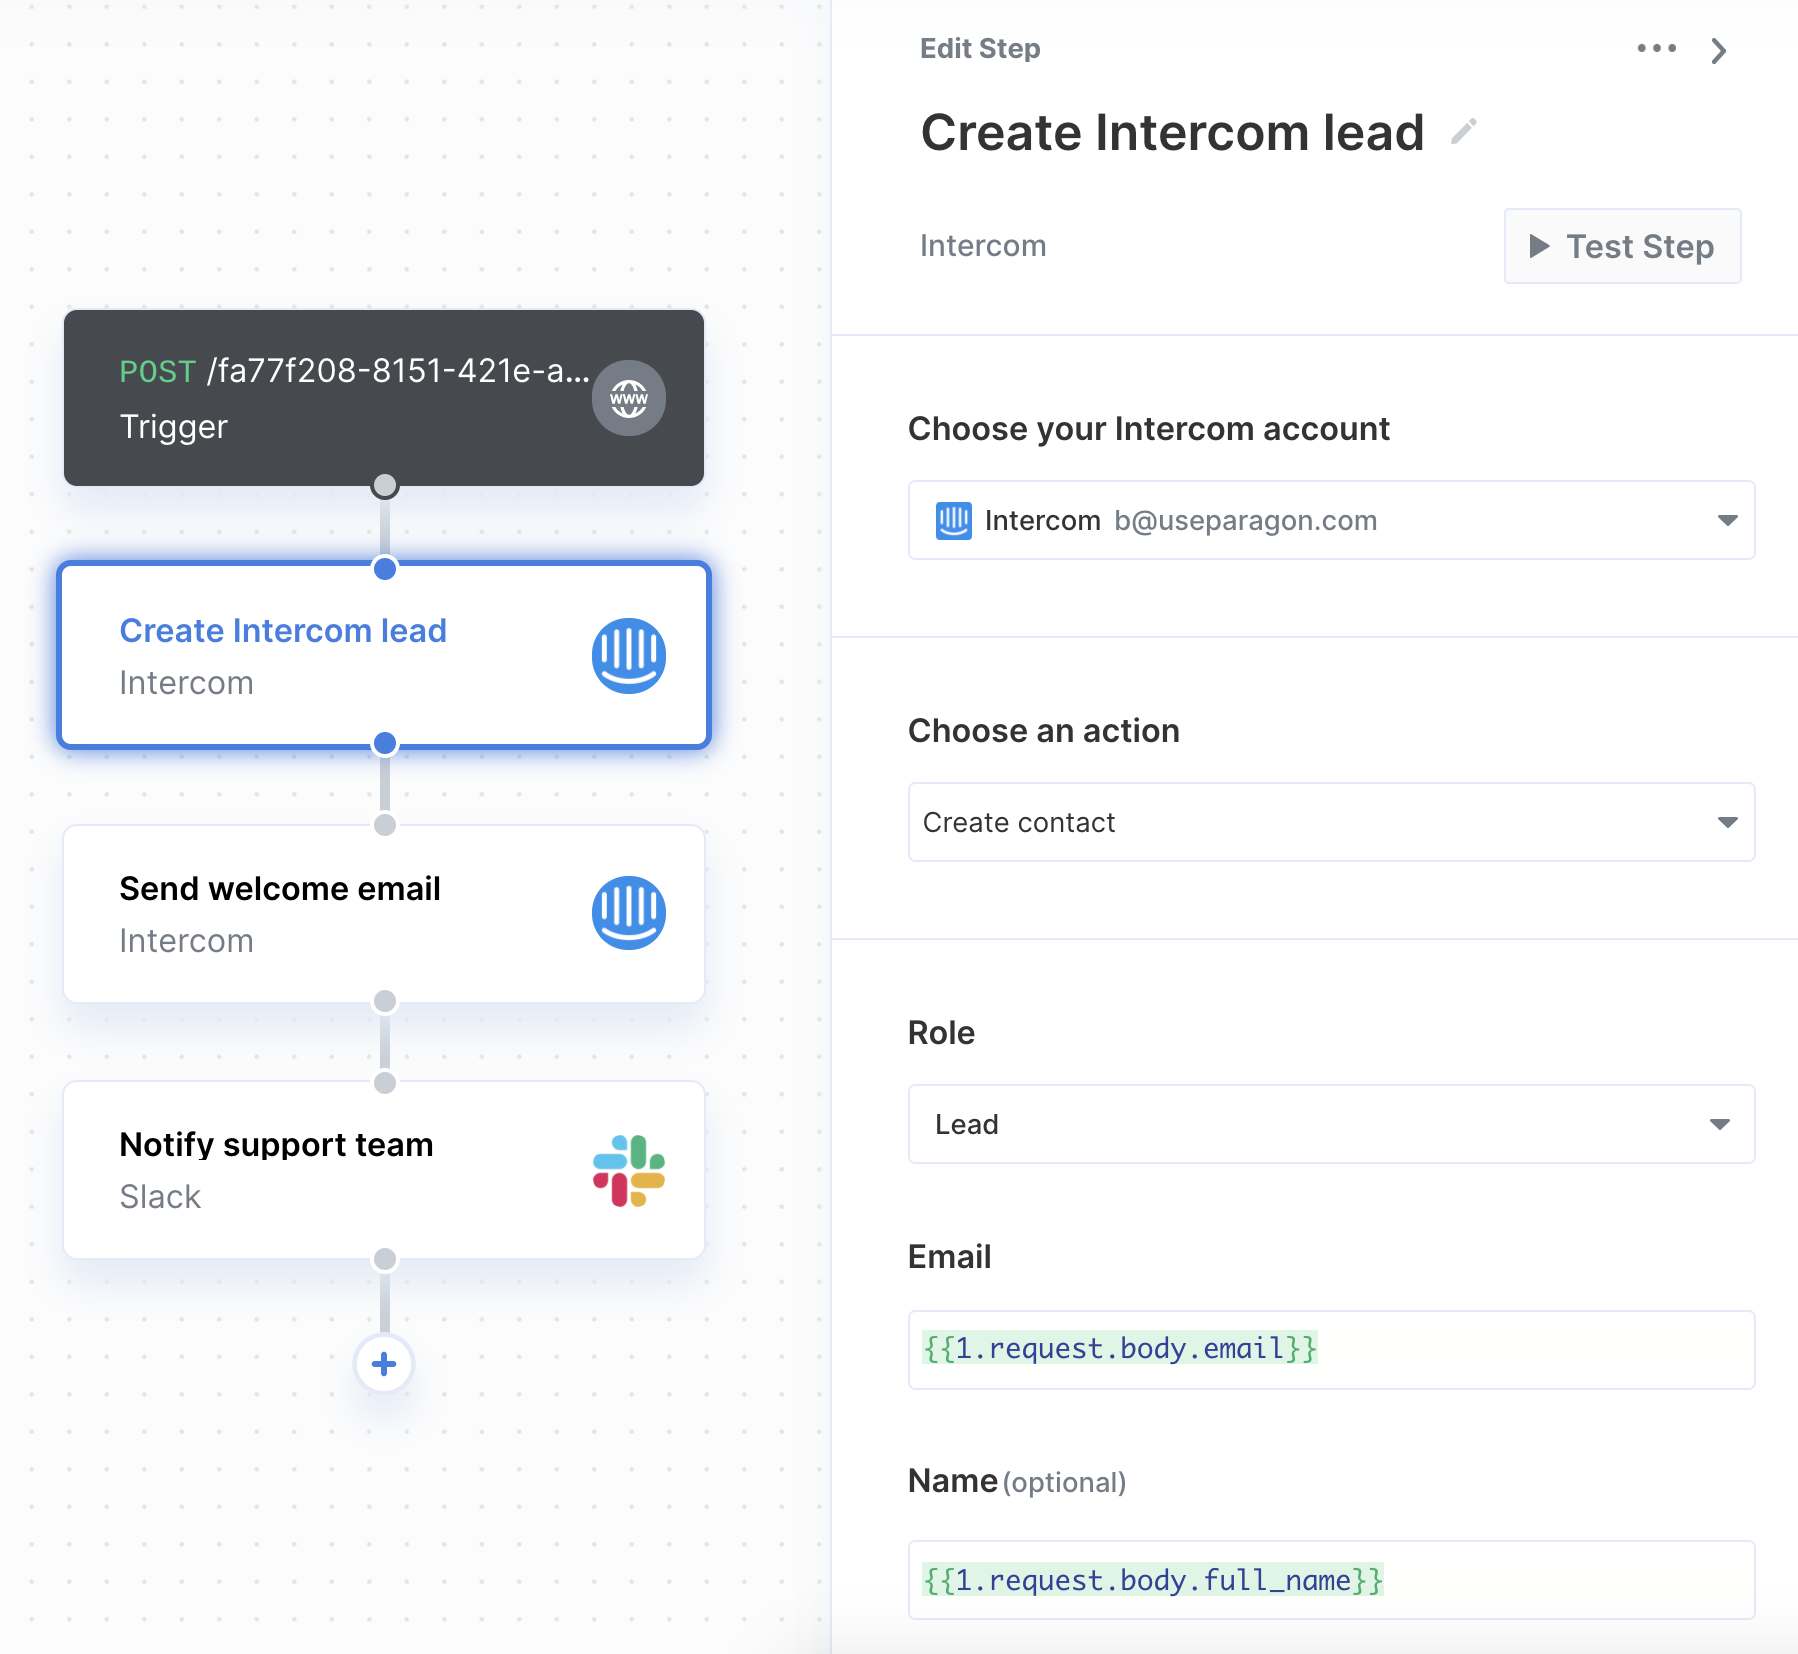 POST /fa77f208-8151-421e-a...
Trigger
www
Create Intercom lead
Intercom
Send welcome email
Intercom
Notify support team
Slack
Edit Step
Create Intercom lead
Intercom
Test Step
Choose your Intercom account
Intercom b@useparagon.com
Choose an action
Create contact
Role
Lead
Email
{{1.request.body.email}}
Name (optional)
{{1.request.body.full_name}}